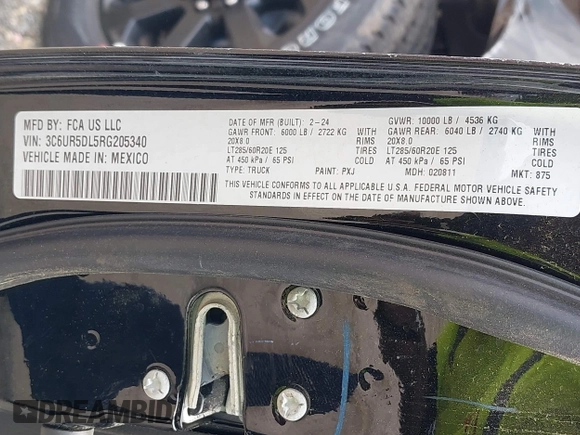 MFD BY: FCA US LLC
VIN: 3C6UR5DL5RG205340
VEHICLE MADE IN: MEXICO
DATE OF MFR (BUILT): 2-24
GAWR FRONT: 6000 LB / 2722 KG
20X8.0
LT285/60R20E 125
AT 450 kPa / 65 PSI
TYPE: TRUCK
RIMS
TIRES
COLD
PAINT: PXJ
GVWR: 10000 LB / 4536 KG
GAWR REAR: 6040 LB / 2740 KG
20X8.0
LT285/60R20E 125
AT 450 kPa / 65 PSI
MDH: 020811
RIMS
TIRES
COLD
MKT: 875
THIS VEHICLE CONFORMS TO ALL APPLICABLE U.S.A. FEDERAL MOTOR VEHICLE SAFETY
STANDARDS IN EFFECT ON THE DATE OF MANUFACTURE SHOWN ABOVE.
DREAMBID